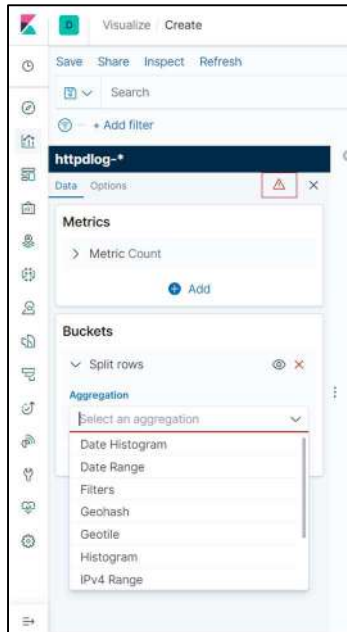 D Visualize Create
Save Share Inspect Refresh
Search
+ Add filter
httpdlog-*
Data Options
Metrics
Metric Count
Add
Buckets
Split rows
Aggregation
Select an aggregation
Date Histogram
Date Range
Filters
Geohash
Geotile
Histogram
IPv4 Range